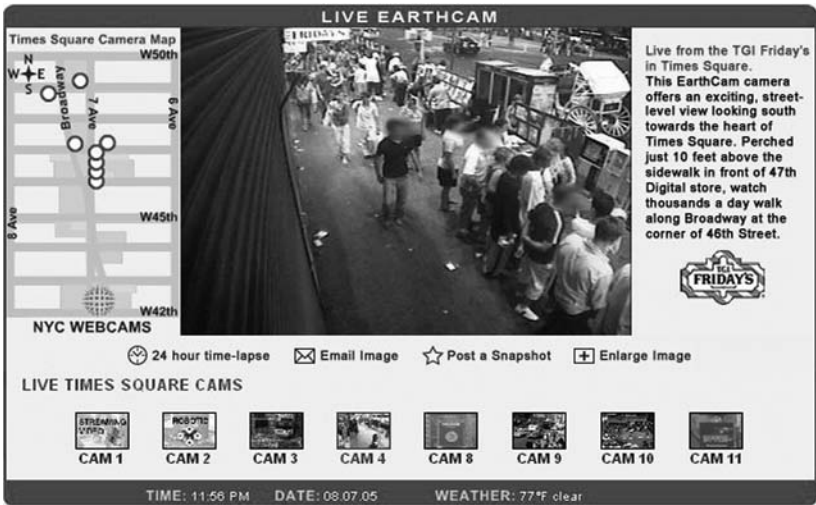 LIVE EARTHCAM
Times Square Camera Map
N
W E
S
W50th
Broadway
7 Ave
6 Ave
8 Ave
W45th
W42th
NYC WEBCAMS
FRIDAYS
Live from the TGI Friday's
in Times Square.
This EarthCam camera
offers an exciting, street-
level view looking south
towards the heart of
Times Square. Perched
just 10 feet above the
sidewalk in front of 47th
Digital store, watch
thousands a day walk
along Broadway at the
corner of 46th Street.
TGI
FRIDAY'S
24 hour time-lapse
Email Image
Post a Snapshot
Enlarge Image
LIVE TIMES SQUARE CAMS
STREAMING
VIDEO
ROBOTIC
CAM 1
CAM 2
CAM 3
CAM 4
CAM 8
CAM 9
CAM 10
CAM 11
TIME: 11:56 PM DATE: 08.07.05 WEATHER: 77°F clear